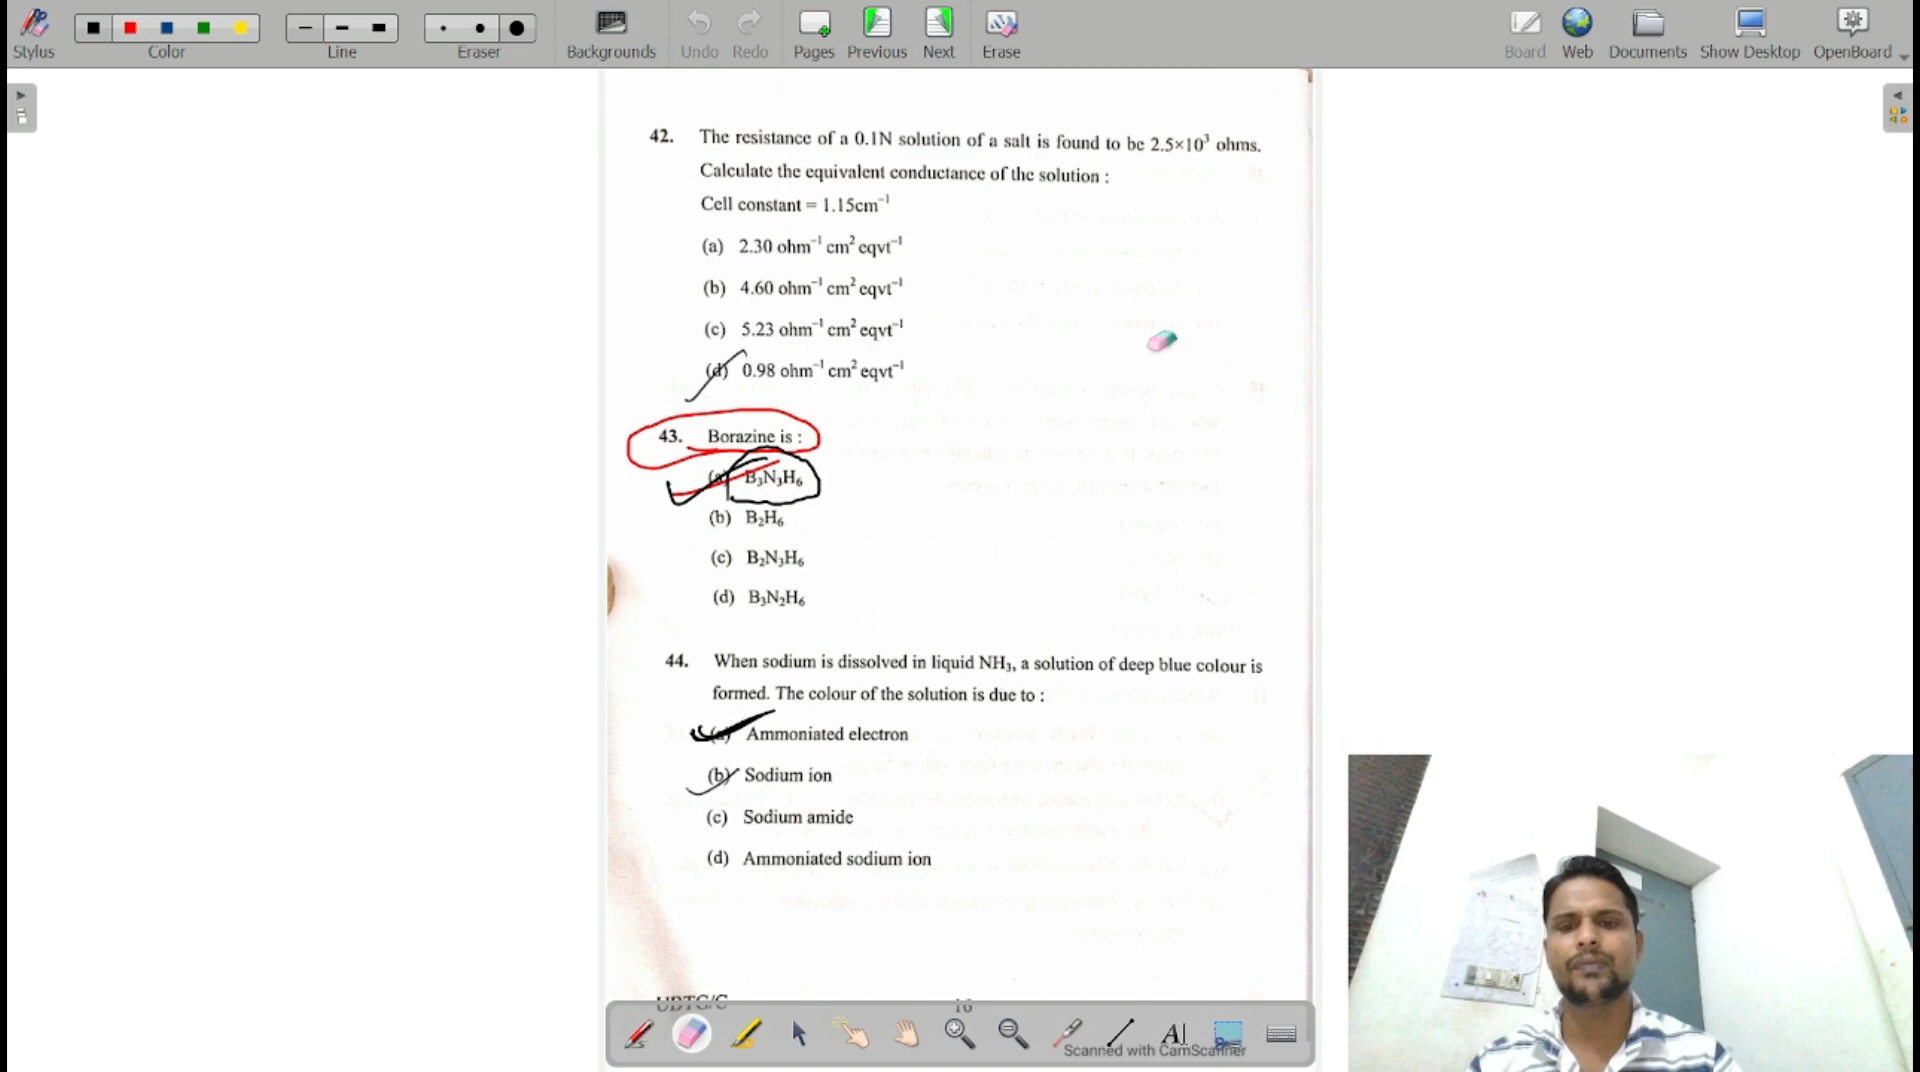 Stylus
Color
Line
Eraser
Backgrounds
Undo
Redo
Pages
Previous
Next
Erase
Board
Web
Documents
Show Desktop
OpenBoard
42. The resistance of a 0.1N solution of a salt is found to be 2.5×10³ ohms.
Calculate the equivalent conductance of the solution :
Cell constant = 1.15cm⁻¹
(a) 2.30 ohm⁻¹ cm² eqvt⁻¹
(b) 4.60 ohm⁻¹ cm² eqvt⁻¹
(c) 5.23 ohm⁻¹ cm² eqvt⁻¹
(d) 0.98 ohm⁻¹ cm² eqvt⁻¹
43. Borazine is :
(a) B₃N₃H₆
(b) B₂H₆
(c) B₂N₃H₆
(d) B₃N₂H₆
44. When sodium is dissolved in liquid NH₃, a solution of deep blue colour is
formed. The colour of the solution is due to :
(a) Ammoniated electron
(b) Sodium ion
(c) Sodium amide
(d) Ammoniated sodium ion
16
Scanned with CamScanner